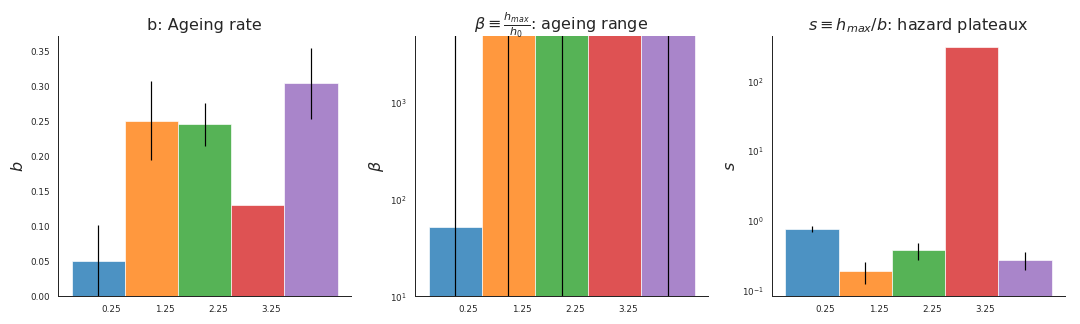 b: Ageing rate
b
0.35
0.30
0.25
0.20
0.15
0.10
0.05
0.00
0.25 1.25 2.25 3.25
β ≡ h_max/h_0: ageing range
β
10^3
10^2
10^1
0.25 1.25 2.25 3.25
s ≡ h_max/b: hazard plateaux
s
10^2
10^1
10^0
10^−1
0.25 1.25 2.25 3.25